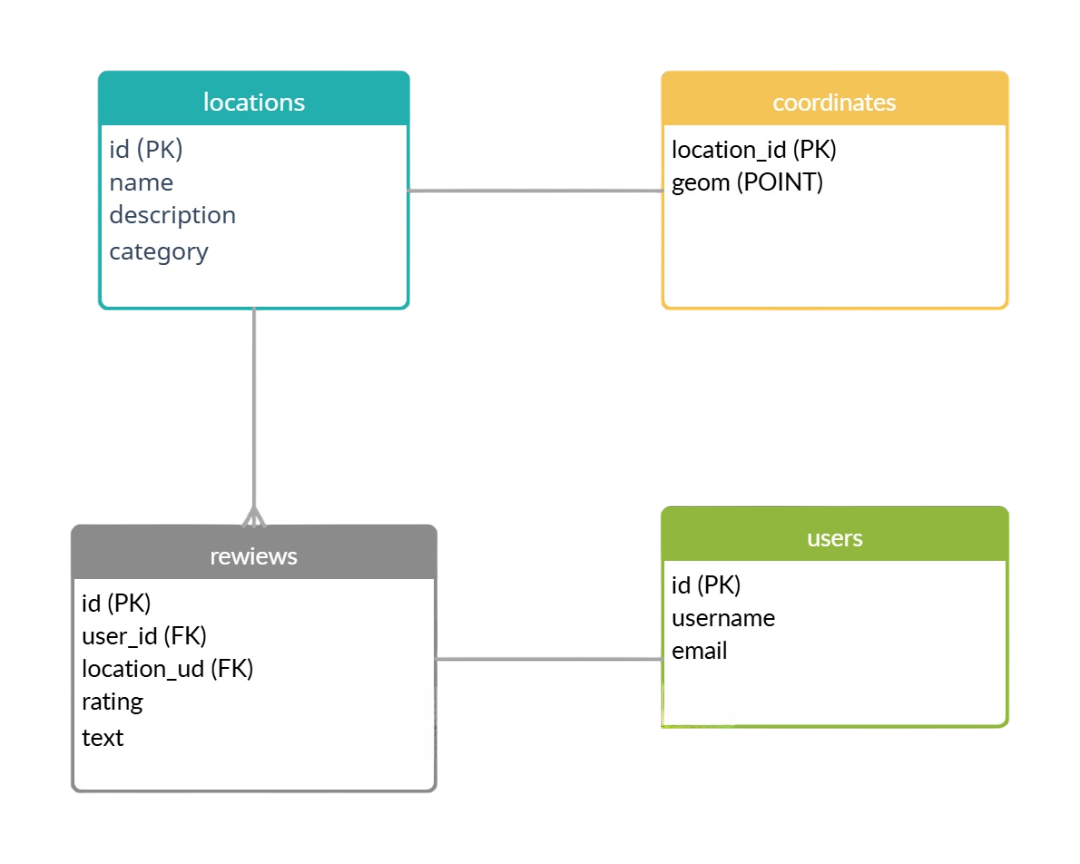 locations
id (PK)
name
description
category
coordinates
location_id (PK)
geom (POINT)
rewiews
id (PK)
user_id (FK)
location_ud (FK)
rating
text
users
id (PK)
username
email